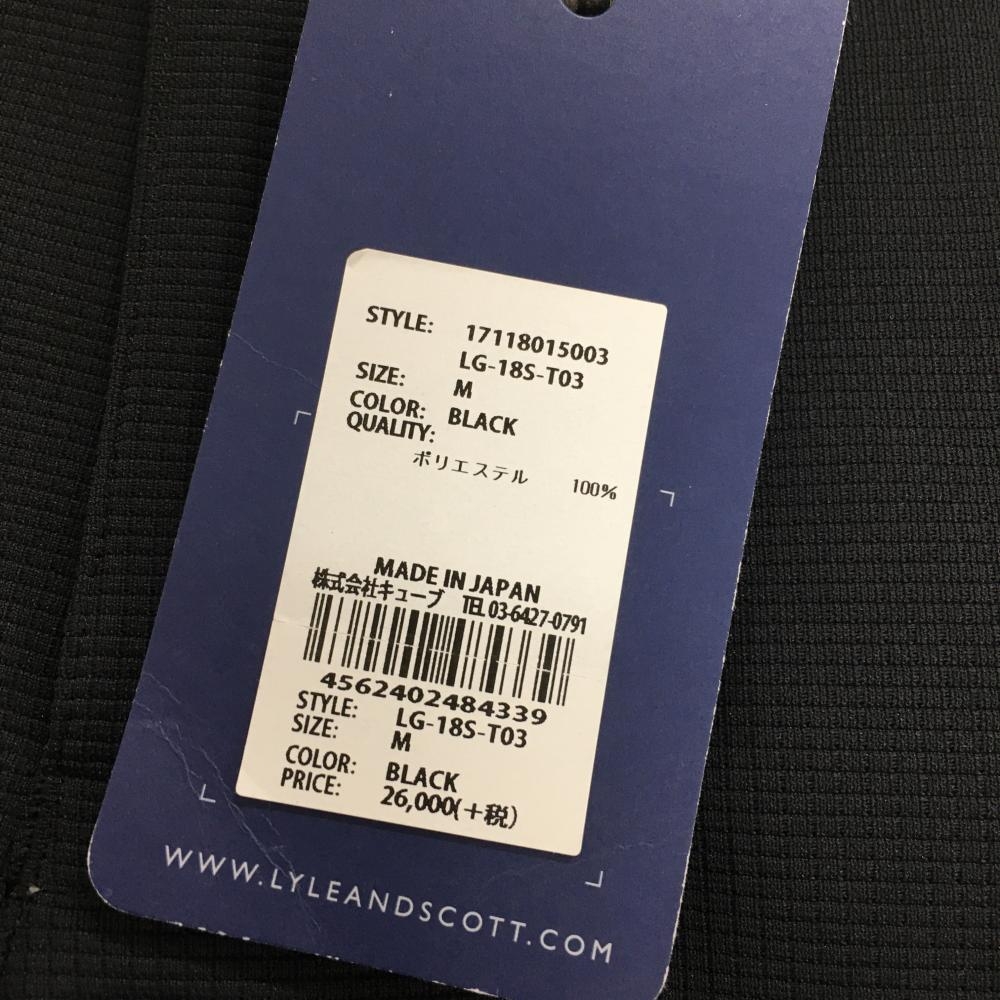 STYLE: 17118015003
LG-18S-T03
SIZE: M
COLOR: BLACK
QUALITY:
ポリエステル 100%
MADE IN JAPAN
株式会社キューブ TEL 03-6427-0791
4562402484339
STYLE: LG-18S-T03
SIZE: M
COLOR: BLACK
PRICE: 26,000(+税)
WWW.LYLEANDSCOTT.COM